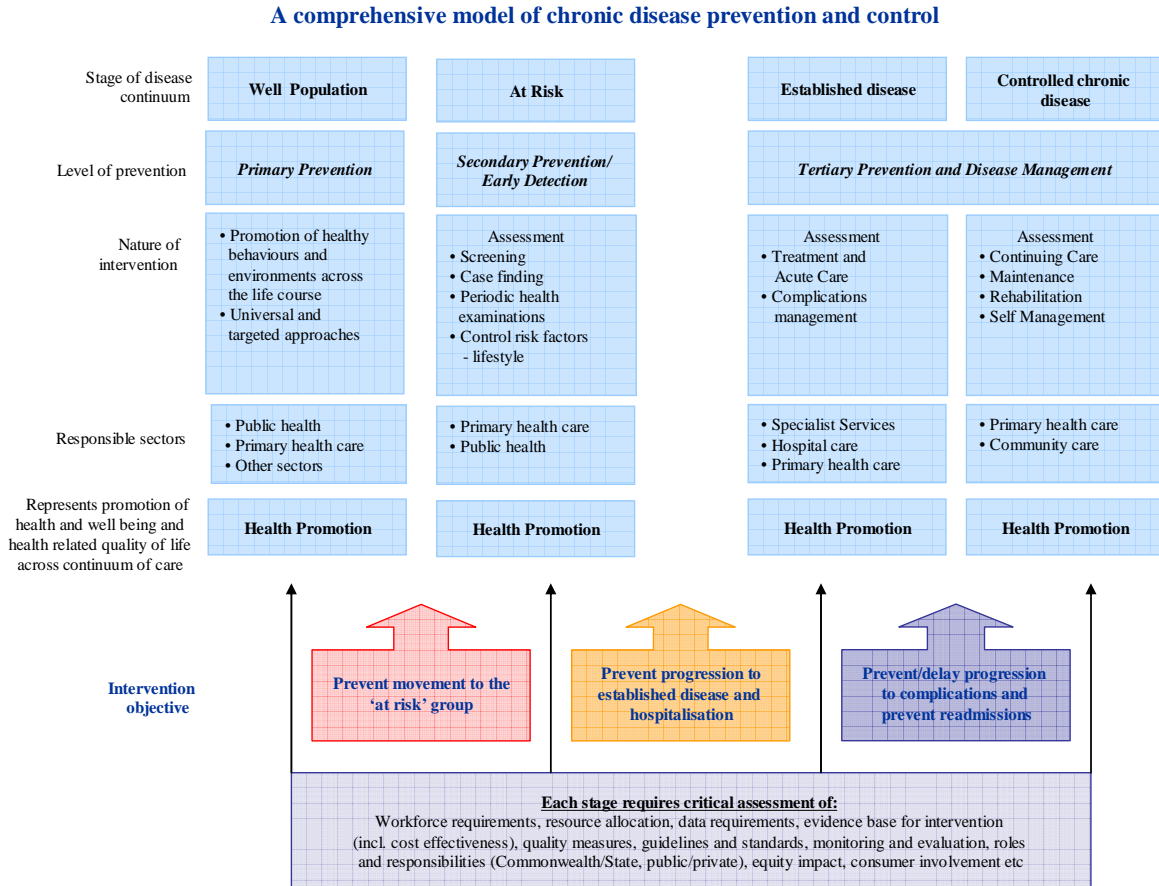 A comprehensive model of chronic disease prevention and control
Stage of disease
continuum
Well Population
At Risk
Established disease
Controlled chronic
disease
Level of prevention
Primary Prevention
Secondary Prevention/
Early Detection
Tertiary Prevention and Disease Management
Nature of
intervention
• Promotion of healthy
behaviours and
environments across
the life course
• Universal and
targeted approaches
Assessment
• Screening
• Case finding
• Periodic health
examinations
• Control risk factors
- lifestyle
Assessment
• Treatment and
Acute Care
• Complications
management
Assessment
• Continuing Care
• Maintenance
• Rehabilitation
• Self Management
Responsible sectors
• Public health
• Primary health care
• Other sectors
• Primary health care
• Public health
• Specialist Services
• Hospital care
• Primary health care
• Primary health care
• Community care
Represents promotion of
health and well being and
health related quality of life
across continuum of care
Health Promotion
Health Promotion
Health Promotion
Health Promotion
Intervention
objective
Prevent movement to the
‘at risk’ group
Prevent progression to
established disease and
hospitalisation
Prevent/delay progression
to complications and
prevent readmissions
Each stage requires critical assessment of:
Workforce requirements, resource allocation, data requirements, evidence base for intervention
(incl. cost effectiveness), quality measures, guidelines and standards, monitoring and evaluation, roles
and responsibilities (Commonwealth/State, public/private), equity impact, consumer involvement etc